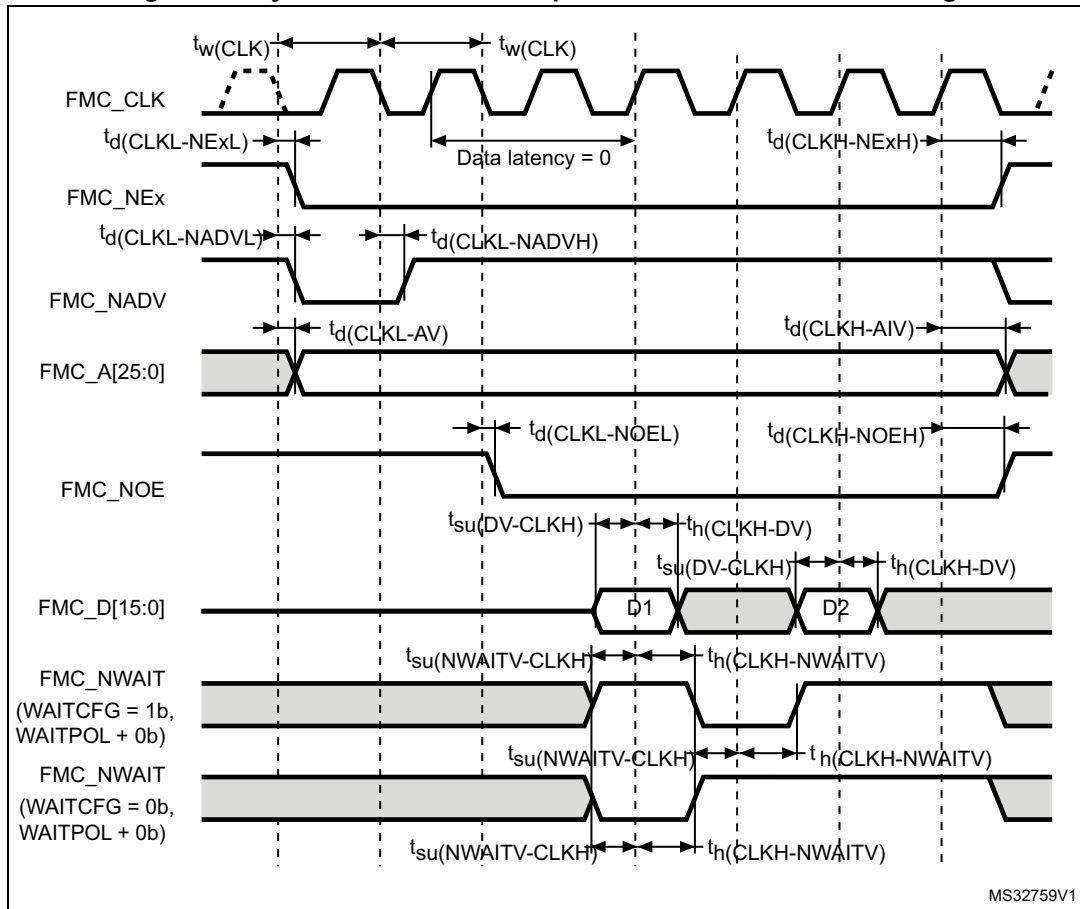 tw(CLK) tw(CLK)
FMC_CLK
td(CLKL-NExL) Data latency = 0 td(CLKH-NExH)
FMC_NEx
td(CLKL-NADVL) td(CLKL-NADVH)
FMC_NADV
td(CLKL-AV) td(CLKH-AIV)
FMC_A[25:0]
td(CLKL-NOEL) td(CLKH-NOEH)
FMC_NOE
tsu(DV-CLKH) th(CLKH-DV)
tsu(DV-CLKH) th(CLKH-DV)
FMC_D[15:0] D1 D2
tsu(NWAITV-CLKH) th(CLKH-NWAITV)
FMC_NWAIT
(WAITCFG = 1b,
WAITPOL + 0b)
tsu(NWAITV-CLKH) th(CLKH-NWAITV)
FMC_NWAIT
(WAITCFG = 0b,
WAITPOL + 0b)
tsu(NWAITV-CLKH) th(CLKH-NWAITV)
MS32759V1